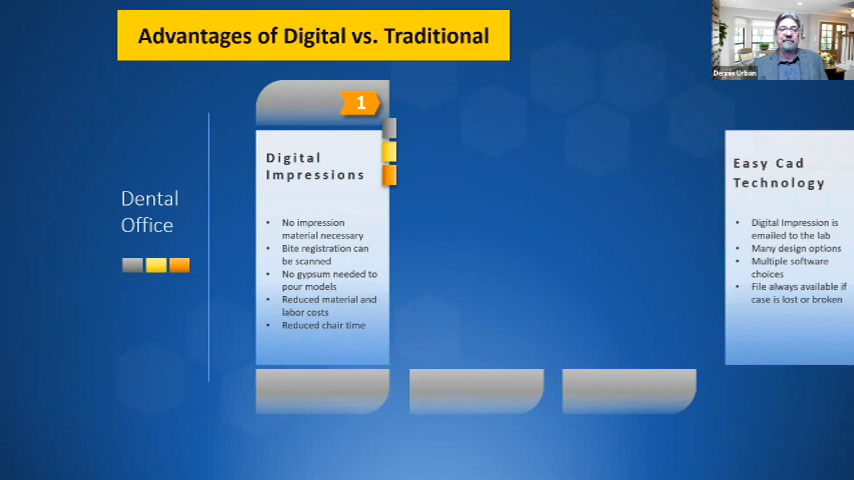 Advantages of Digital vs. Traditional
Dennis Urban
1
Digital
Impressions
• No impression
material necessary
• Bite registration can
be scanned
• No gypsum needed to
pour models
• Reduced material and
labor costs
• Reduced chair time
Dental
Office
Easy Cad
Technology
• Digital Impression is
emailed to the lab
• Many design options
• Multiple software
choices
• File always available if
case is lost or broken